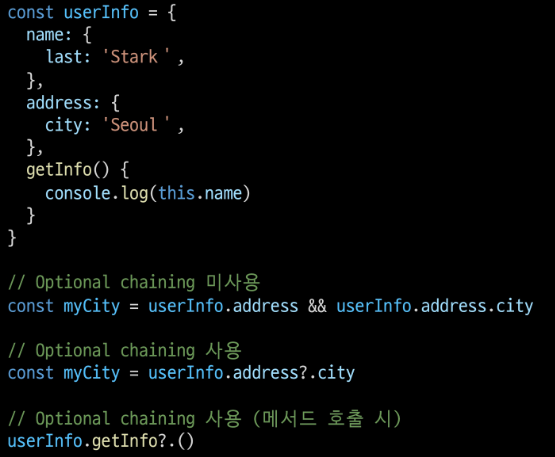 const userInfo = {
  name: {
    last: 'Stark',
  },
  address: {
    city: 'Seoul',
  },
  getInfo() {
    console.log(this.name)
  }
}

// Optional chaining 미사용
const myCity = userInfo.address && userInfo.address.city

// Optional chaining 사용
const myCity = userInfo.address?.city

// Optional chaining 사용 (메서드 호출 시)
userInfo.getInfo?.()